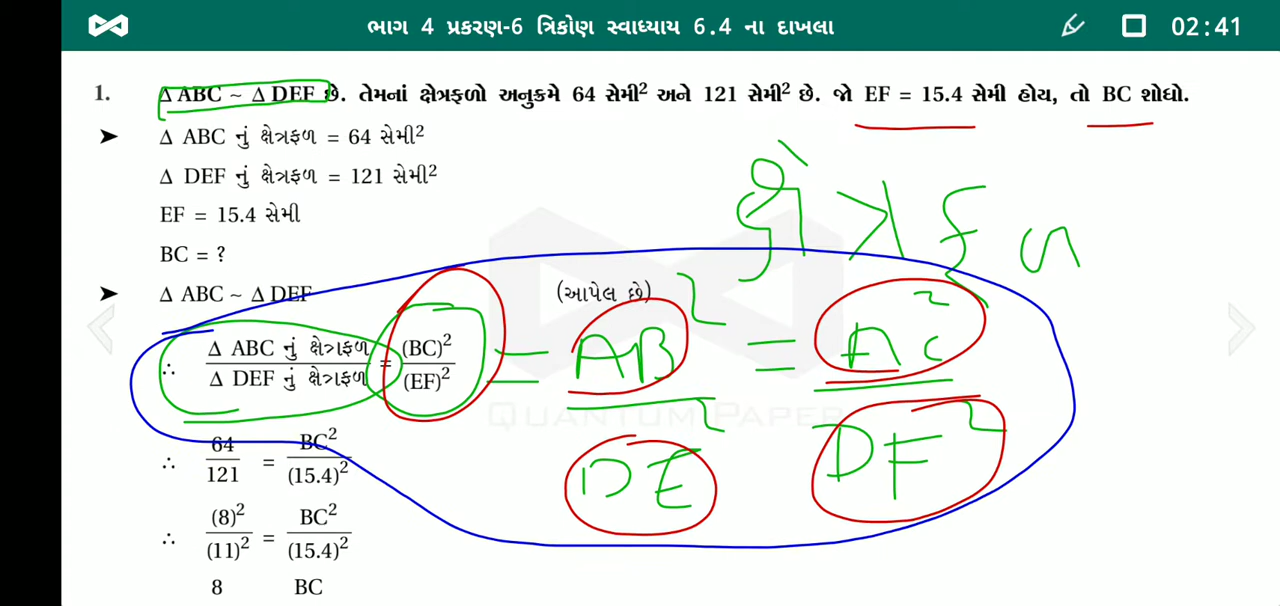 ભાગ 4 પ્રકરણ-6 ત્રિકોણ સ્વાધ્યાય 6.4 ના દાખલા 02:41
1. Δ ABC ~ Δ DEF છે. તેમનાં ક્ષેત્રફળો અનુક્રમે 64 સેમી² અને 121 સેમી² છે. જો EF = 15.4 સેમી હોય, તો BC શોધો.
➤ Δ ABC નું ક્ષેત્રફળ = 64 સેમી²
Δ DEF નું ક્ષેત્રફળ = 121 સેમી²
EF = 15.4 સેમી
BC = ?
ક્ષેત્રફળ
➤ Δ ABC ~ Δ DEF (આપેલ છે)
∴ Δ ABC નું ક્ષેત્રફળ / Δ DEF નું ક્ષેત્રફળ = (BC)² / (EF)² = AB² / DE² = AC² / DF²
QUANTUM PAPER
∴ 64 / 121 = BC² / (15.4)²
∴ (8)² / (11)² = BC² / (15.4)²
8 BC